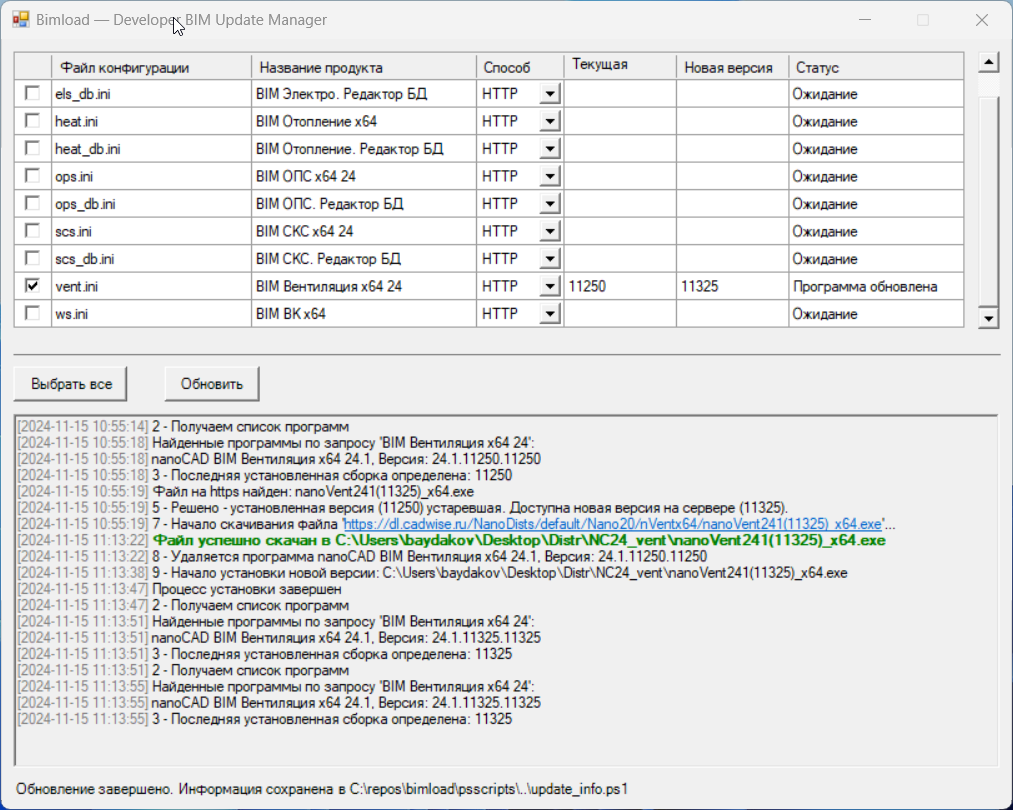 Bimload — Developer BIM Update Manager
Файл конфигурации Название продукта Способ Текущая Новая версия Статус
els_db.ini BIM Электро. Редактор БД HTTP Ожидание
heat.ini BIM Отопление x64 HTTP Ожидание
heat_db.ini BIM Отопление. Редактор БД HTTP Ожидание
ops.ini BIM ОПС x64 24 HTTP Ожидание
ops_db.ini BIM ОПС. Редактор БД HTTP Ожидание
scs.ini BIM СКС x64 24 HTTP Ожидание
scs_db.ini BIM СКС. Редактор БД HTTP Ожидание
vent.ini BIM Вентиляция x64 24 HTTP 11250 11325 Программа обновлена
ws.ini BIM ВК x64 HTTP Ожидание
Выбрать все Обновить
[2024-11-15 10:55:14] 2 - Получаем список программ
[2024-11-15 10:55:18] Найденные программы по запросу 'BIM Вентиляция x64 24':
[2024-11-15 10:55:18] nanoCAD BIM Вентиляция x64 24.1, Версия: 24.1.11250.11250
[2024-11-15 10:55:18] 3 - Последняя установленная сборка определена: 11250
[2024-11-15 10:55:19] Файл на https найден: nanoVent241(11325)_x64.exe
[2024-11-15 10:55:19] 5 - Решено - установленная версия (11250) устаревшая. Доступна новая версия на сервере (11325).
[2024-11-15 10:55:19] 7 - Начало скачивания файла 'https://dl.cadwise.ru/NanoDists/default/Nano20/nVentx64/nanoVent241(11325)_x64.exe'...
[2024-11-15 11:13:22] Файл успешно скачан в C:\Users\baydakov\Desktop\Distr\NC24_vent\nanoVent241(11325)_x64.exe
[2024-11-15 11:13:22] 8 - Удаляется программа nanoCAD BIM Вентиляция x64 24.1, Версия: 24.1.11250.11250
[2024-11-15 11:13:38] 9 - Начало установки новой версии: C:\Users\baydakov\Desktop\Distr\NC24_vent\nanoVent241(11325)_x64.exe
[2024-11-15 11:13:47] Процесс установки завершен
[2024-11-15 11:13:47] 2 - Получаем список программ
[2024-11-15 11:13:51] Найденные программы по запросу 'BIM Вентиляция x64 24':
[2024-11-15 11:13:51] nanoCAD BIM Вентиляция x64 24.1, Версия: 24.1.11325.11325
[2024-11-15 11:13:51] 3 - Последняя установленная сборка определена: 11325
[2024-11-15 11:13:51] 2 - Получаем список программ
[2024-11-15 11:13:55] Найденные программы по запросу 'BIM Вентиляция x64 24':
[2024-11-15 11:13:55] nanoCAD BIM Вентиляция x64 24.1, Версия: 24.1.11325.11325
[2024-11-15 11:13:55] 3 - Последняя установленная сборка определена: 11325
Обновление завершено. Информация сохранена в C:\repos\bimload\psscripts\..\update_info.ps1